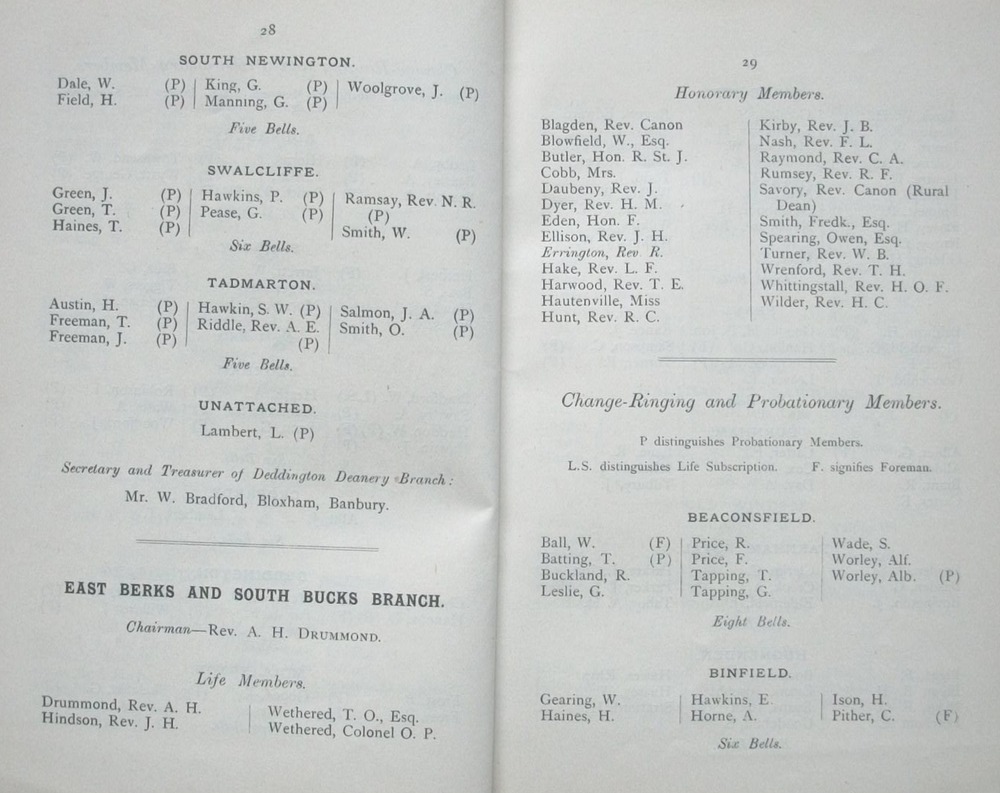 28
SOUTH NEWINGTON.
Dale, W. (P) King, G. (P) Woolgrove, J. (P)
Field, H. (P) Manning, G. (P)
Five Bells.
SWALCLIFFE.
Green, J. (P) Hawkins, P. (P) Ramsay, Rev. N. R.
Green, T. (P) Pease, G. (P) (P)
Haines, T. (P) Smith, W. (P)
Six Bells.
TADMARTON.
Austin, H. (P) Hawkin, S. W. (P) Salmon, J. A. (P)
Freeman, T. (P) Riddle, Rev. A. E. Smith, O. (P)
Freeman, J. (P) (P)
Five Bells.
UNATTACHED.
Lambert, L. (P)
Secretary and Treasurer of Deddington Deanery Branch:
Mr. W. Bradford, Bloxham, Banbury.
EAST BERKS AND SOUTH BUCKS BRANCH.
Chairman—Rev. A. H. DRUMMOND.
Life Members.
Drummond, Rev. A. H. Wethered, T. O., Esq.
Hindson, Rev. J. H. Wethered, Colonel O. P.
29
Honorary Members.
Blagden, Rev. Canon
Blowfield, W., Esq.
Butler, Hon. R. St. J.
Cobb, Mrs.
Daubeny, Rev. J.
Dyer, Rev. H. M.
Eden, Hon. F.
Ellison, Rev. J. H.
Errington, Rev. R.
Hake, Rev. L. F.
Harwood, Rev. T. E.
Hautenville, Miss
Hunt, Rev. R. C.
Kirby, Rev. J. B.
Nash, Rev. F. L.
Raymond, Rev. C. A.
Rumsey, Rev. R. F.
Savory, Rev. Canon (Rural
Dean)
Smith, Fredk., Esq.
Spearing, Owen, Esq.
Turner, Rev. W. B.
Wrenford, Rev. T. H.
Whittingstall, Rev. H. O. F.
Wilder, Rev. H. C.
Change-Ringing and Probationary Members.
P distinguishes Probationary Members.
L.S. distinguishes Life Subscription. F. signifies Foreman.
BEACONSFIELD.
Ball, W. (F) Price, R. Wade, S.
Batting, T. (P) Price, F. Worley, Alf.
Buckland, R. Tapping, T. Worley, Alb. (P)
Leslie, G. Tapping, G.
Eight Bells.
BINFIELD.
Gearing, W. Hawkins, E. Ison, H.
Haines, H. Horne, A. Pither, C. (F)
Six Bells.